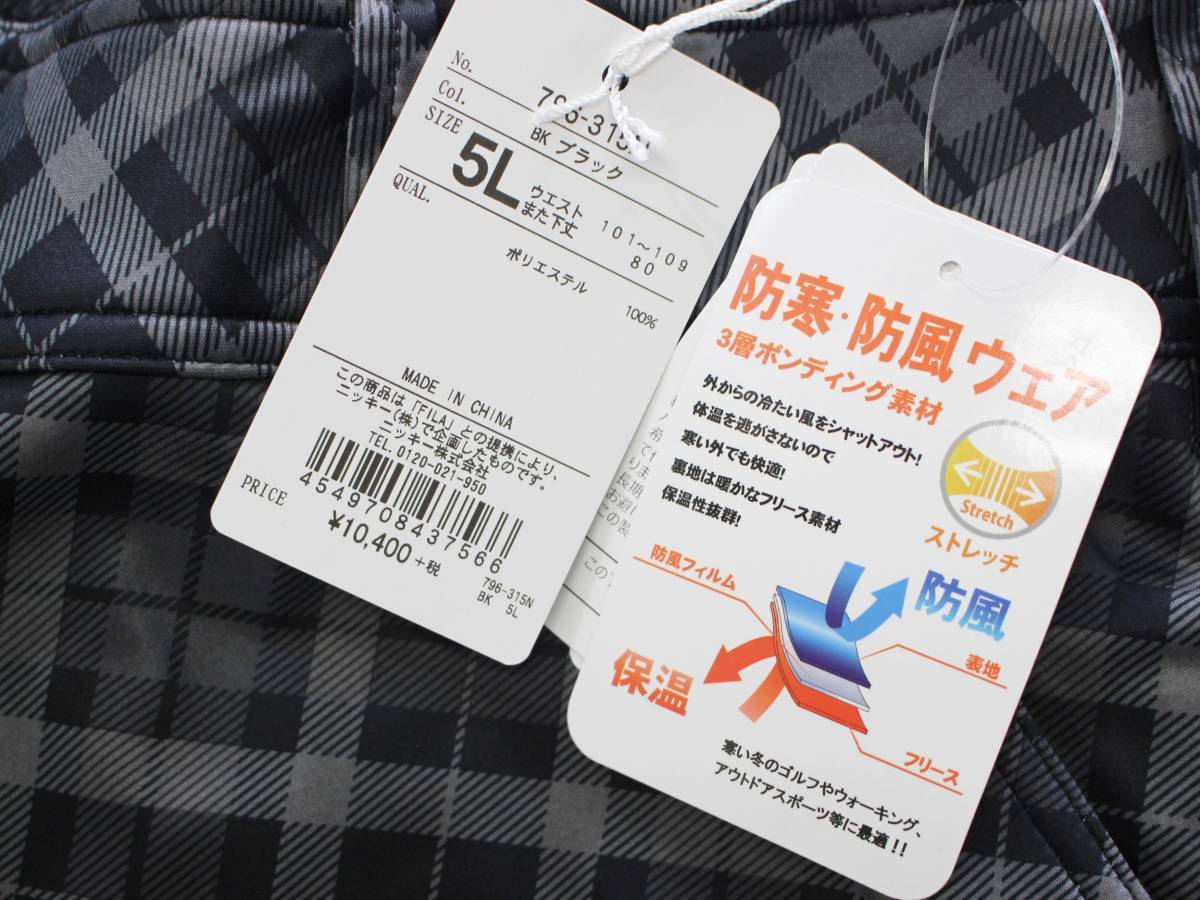 No. 796-315N
Col. BK ブラック
SIZE 5L
ウエスト 101～109
また下丈 80
QUAL.
ポリエステル 100%
MADE IN CHINA
この商品は「FILA」との提携により、
ニッキー(株)で企画したものです。
ニッキー株式会社
TEL. 0120-021-950
4549708437566
PRICE ¥10,400+税
796-315N
BK 5L
防寒・防風ウェア
3層ボンディング素材
外からの冷たい風をシャットアウト!
体温を逃がさないので
寒い外でも快適!
裏地は暖かなフリース素材
保温性抜群!
Stretch
ストレッチ
防風フィルム
防風
表地
保温
フリース
寒い冬のゴルフやウォーキング、
アウトドアスポーツ等に最適!!